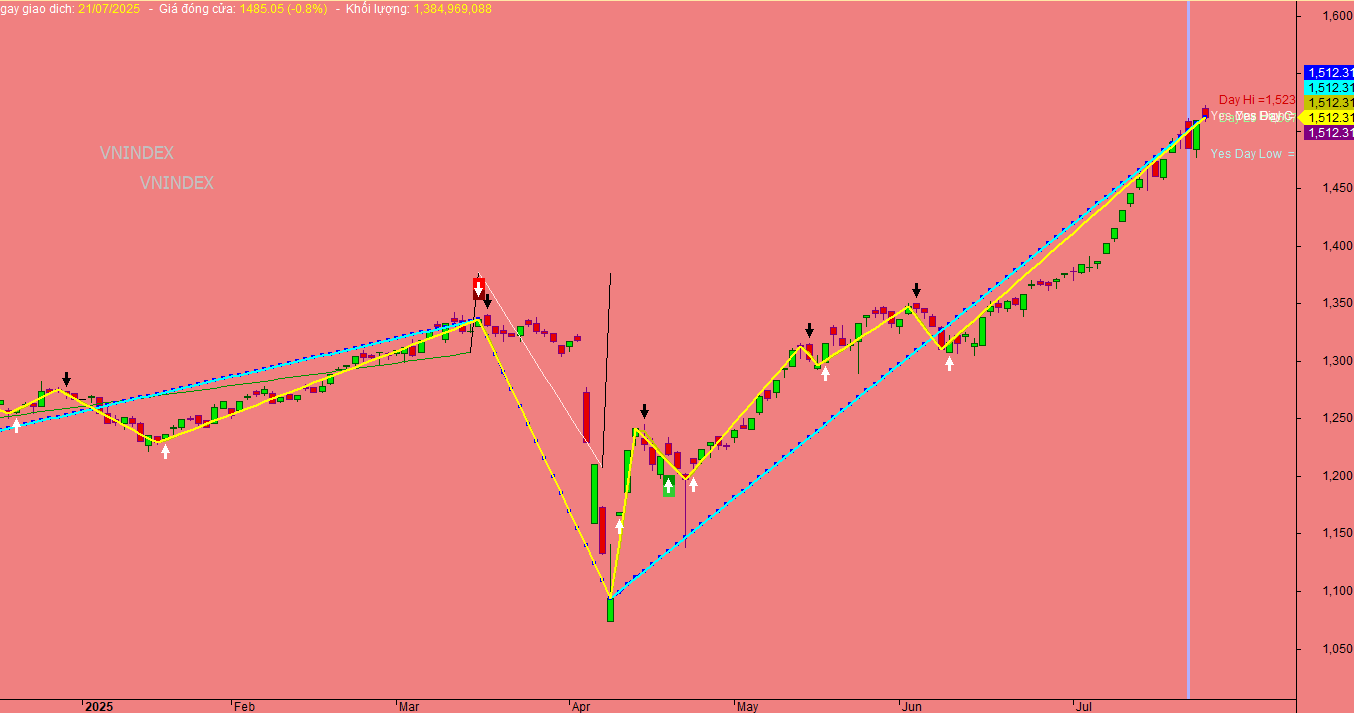 gay giao dich: 21/07/2025 - Giá đóng cửa: 1485.05 (-0.8%) - Khối lượng: 1,384,969,088
1,600
1,512.31
1,512.31
Day Hi =1,523
1,512.31
1,512.31
1,512.31
VNINDEX
Yes Day Low =
VNINDEX
1,450
1,400
1,350
1,300
1,250
1,200
1,150
1,100
1,050
2025 Feb Mar Apr May Jun Jul